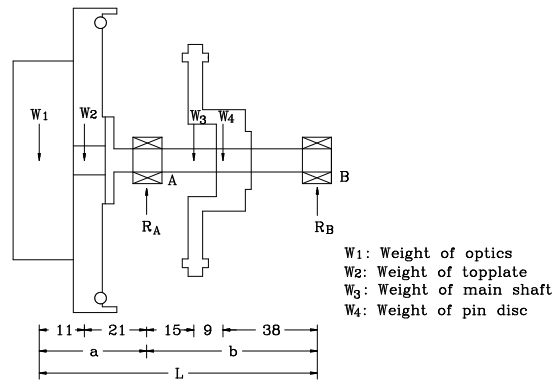 W1 W2 W3 W4
A B
RA RB
W1: Weight of optics
W2: Weight of topplate
W3: Weight of main shaft
W4: Weight of pin disc
11 21 15 9 38
a b
L